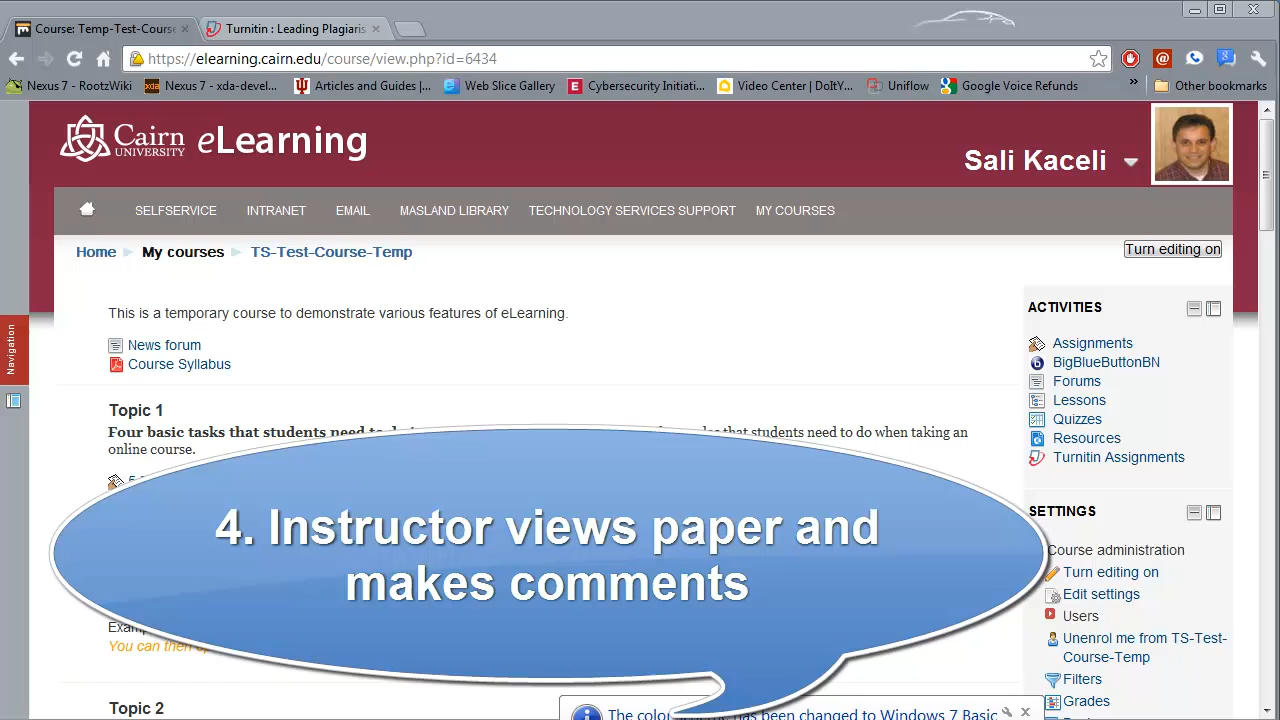 Course: Temp-Test-Course
Turnitin : Leading Plagiaris
https://elearning.cairn.edu/course/view.php?id=6434
Nexus 7 - RootzWiki
Nexus 7 - xda-devel...
Articles and Guides |...
Web Slice Gallery
Cybersecurity Initiati...
Video Center | DoItY...
Uniflow
Google Voice Refunds
»
Other bookmarks
Cairn
UNIVERSITY
eLearning
Sali Kaceli
SELFSERVICE
INTRANET
EMAIL
MASLAND LIBRARY
TECHNOLOGY SERVICES SUPPORT
MY COURSES
Home
My courses
TS-Test-Course-Temp
Turn editing on
Navigation
This is a temporary course to demonstrate various features of eLearning.
News forum
Course Syllabus
Topic 1
Four basic tasks that students need to
that students need to do when taking an
online course.
4. Instructor views paper and
makes comments
You can then
Topic 2
ACTIVITIES
Assignments
BigBlueButtonBN
Forums
Lessons
Quizzes
Resources
Turnitin Assignments
SETTINGS
Course administration
Turn editing on
Edit settings
Users
Unenrol me from TS-Test-
Course-Temp
Filters
Grades
The color
has been changed to Windows 7 Basic